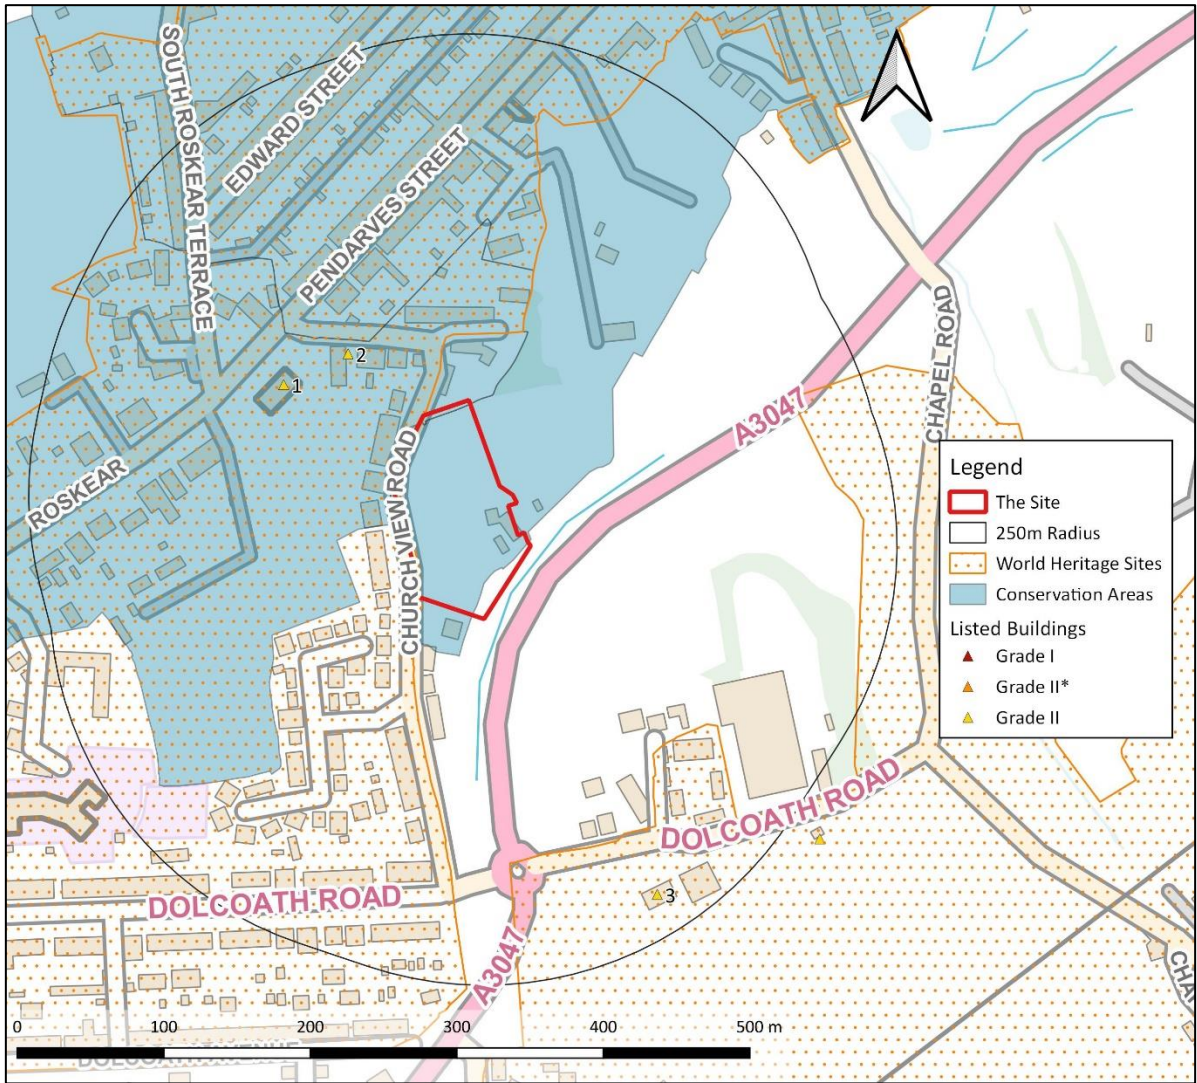 SOUTH ROSKEAR TERRACE
EDWARD STREET
PENDARVES STREET
CHAPEL ROAD
2
1
A3047
ROSKEAR
CHURCH VIEW ROAD
Legend
The Site
250m Radius
World Heritage Sites
Conservation Areas
Listed Buildings
Grade I
Grade II*
Grade II
DOLCOATH ROAD
3
DOLCOATH ROAD
A3047
0 100 200 300 400 500 m